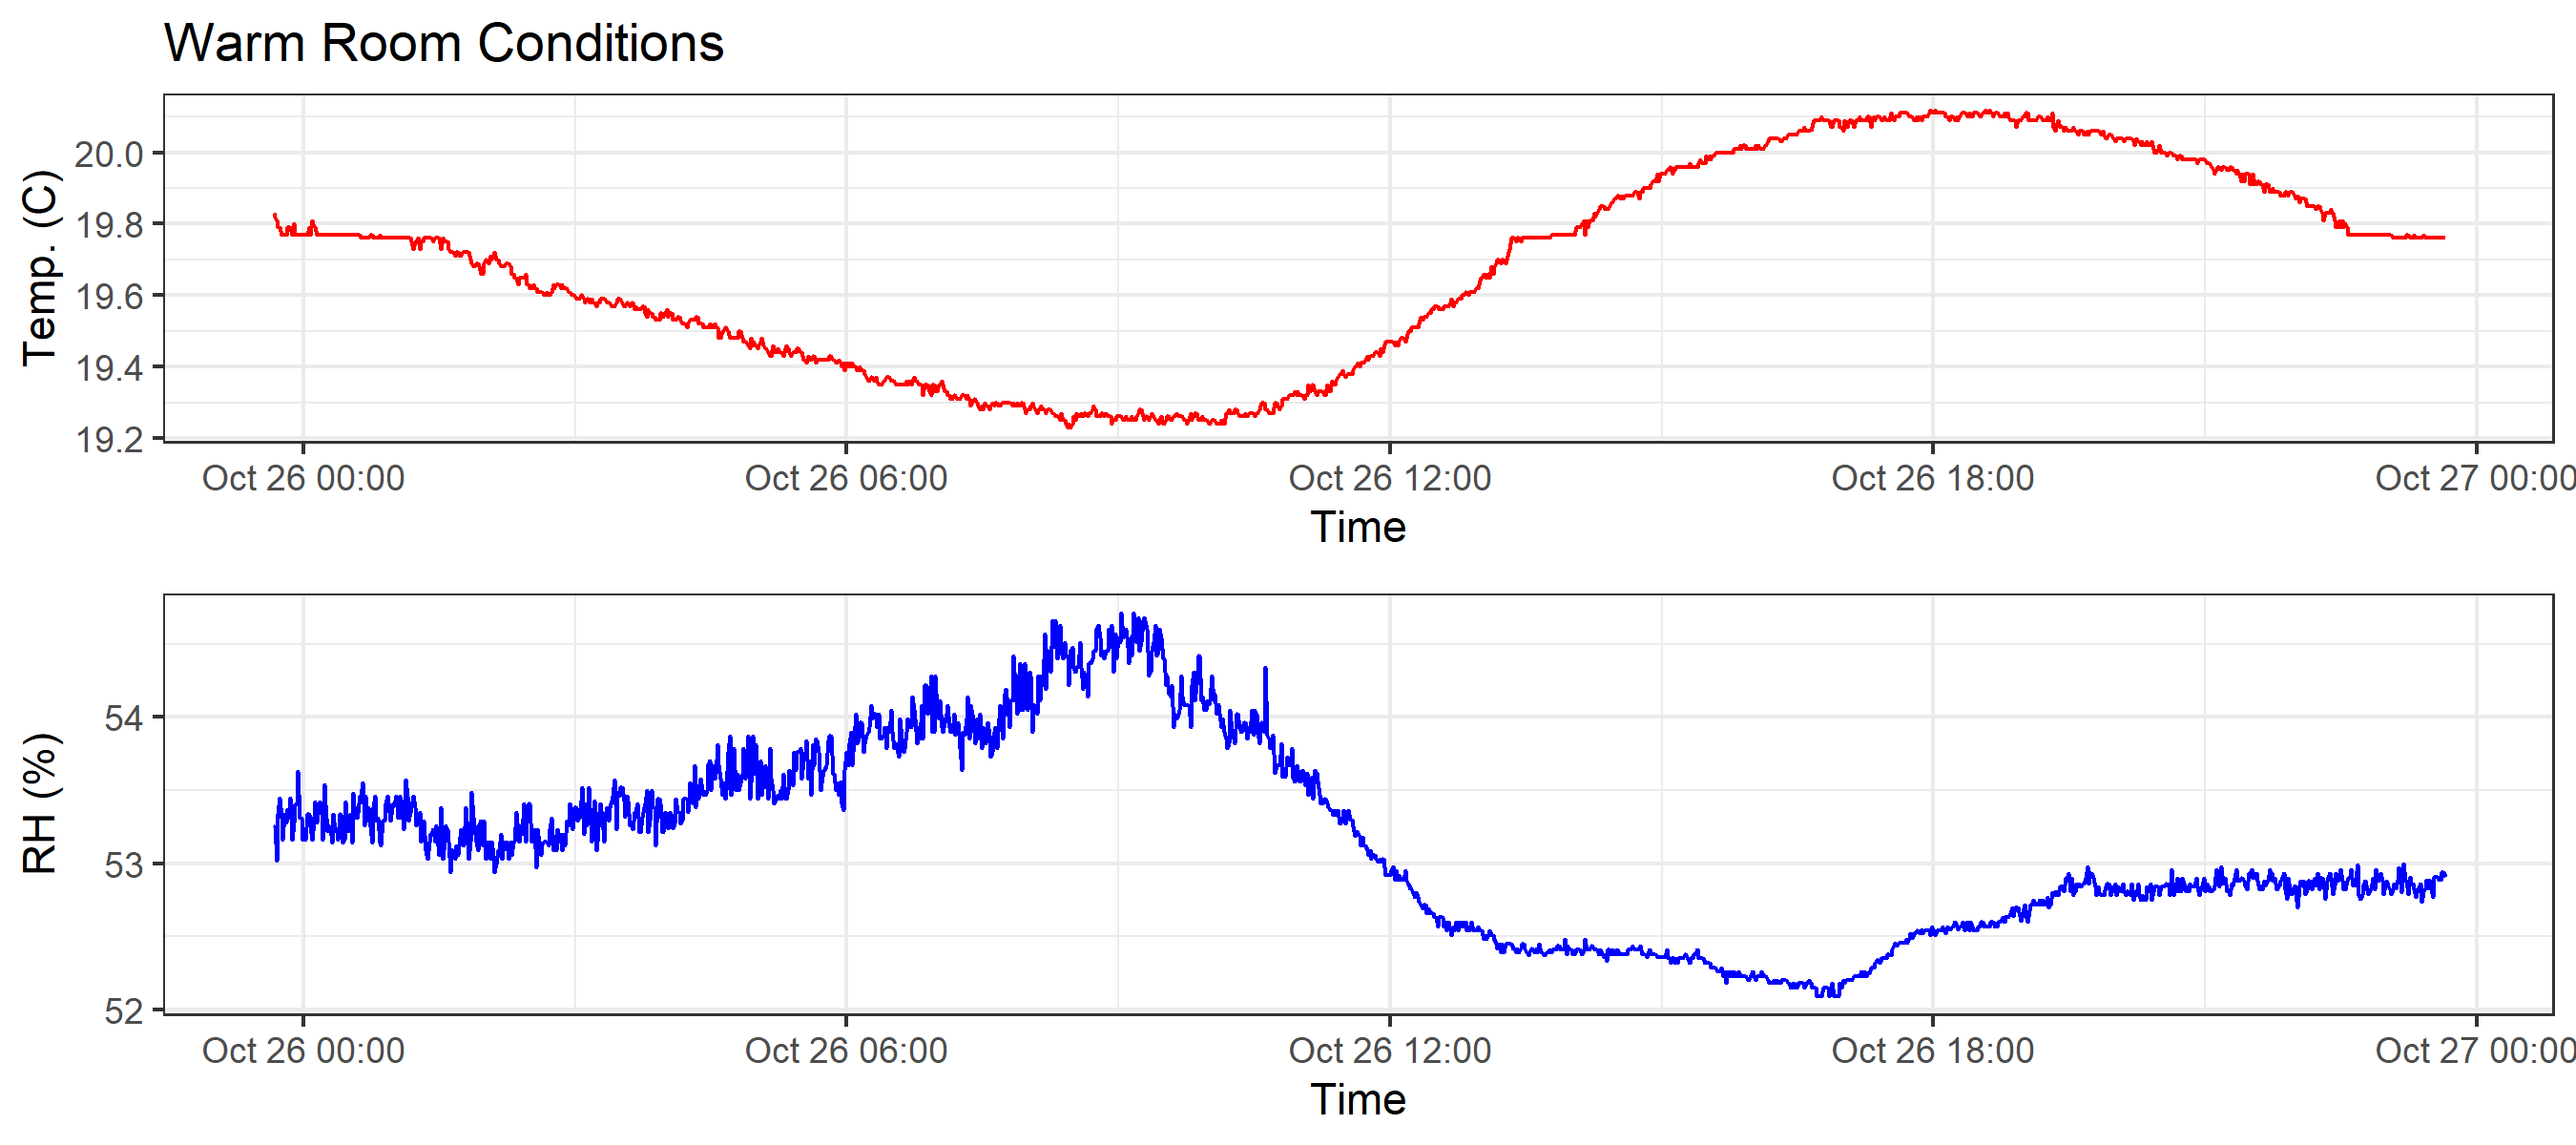 Warm Room Conditions
Temp. (C)
20.0
19.8
19.6
19.4
19.2
Oct 26 00:00 Oct 26 06:00 Oct 26 12:00 Oct 26 18:00 Oct 27 00:00
Time
RH (%)
54
53
52
Oct 26 00:00 Oct 26 06:00 Oct 26 12:00 Oct 26 18:00 Oct 27 00:00
Time